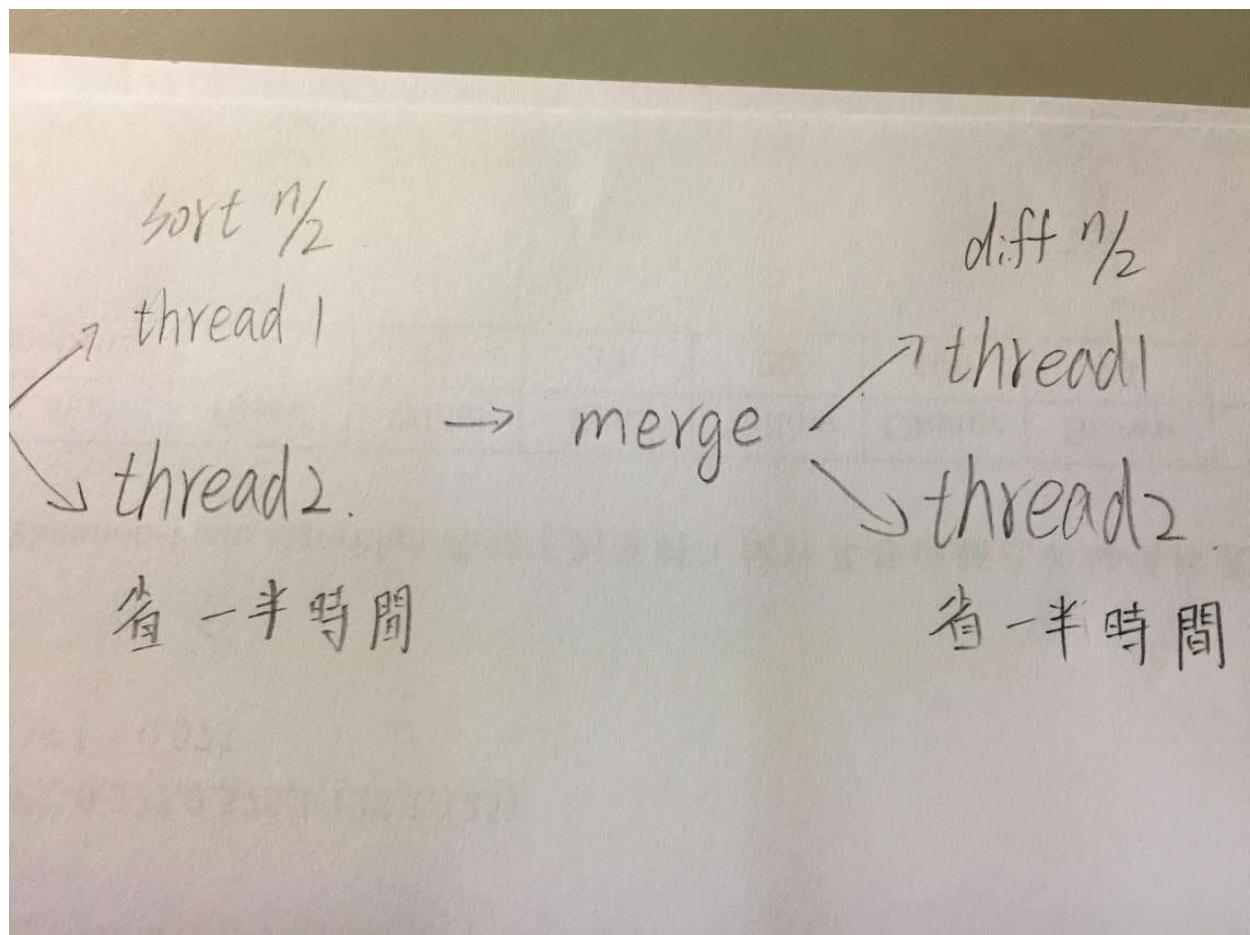 sort n/2
thread 1
thread2.
省一半時間
→ merge
diff n/2
thread1
thread2.
省一半時間